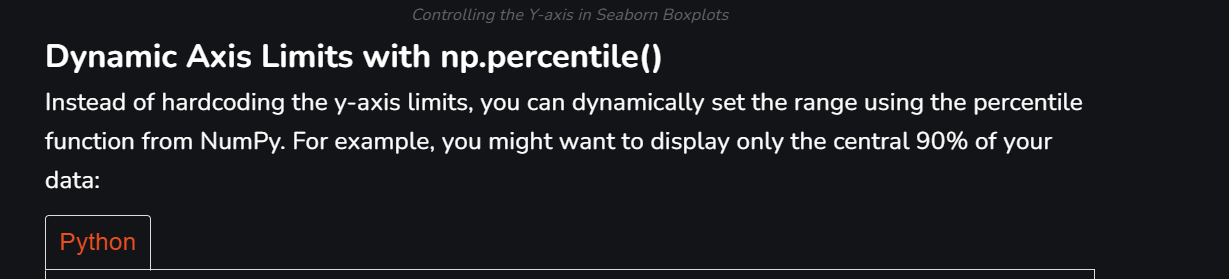 Controlling the Y-axis in Seaborn Boxplots
Dynamic Axis Limits with np.percentile()
Instead of hardcoding the y-axis limits, you can dynamically set the range using the percentile
function from NumPy. For example, you might want to display only the central 90% of your
data:
Python